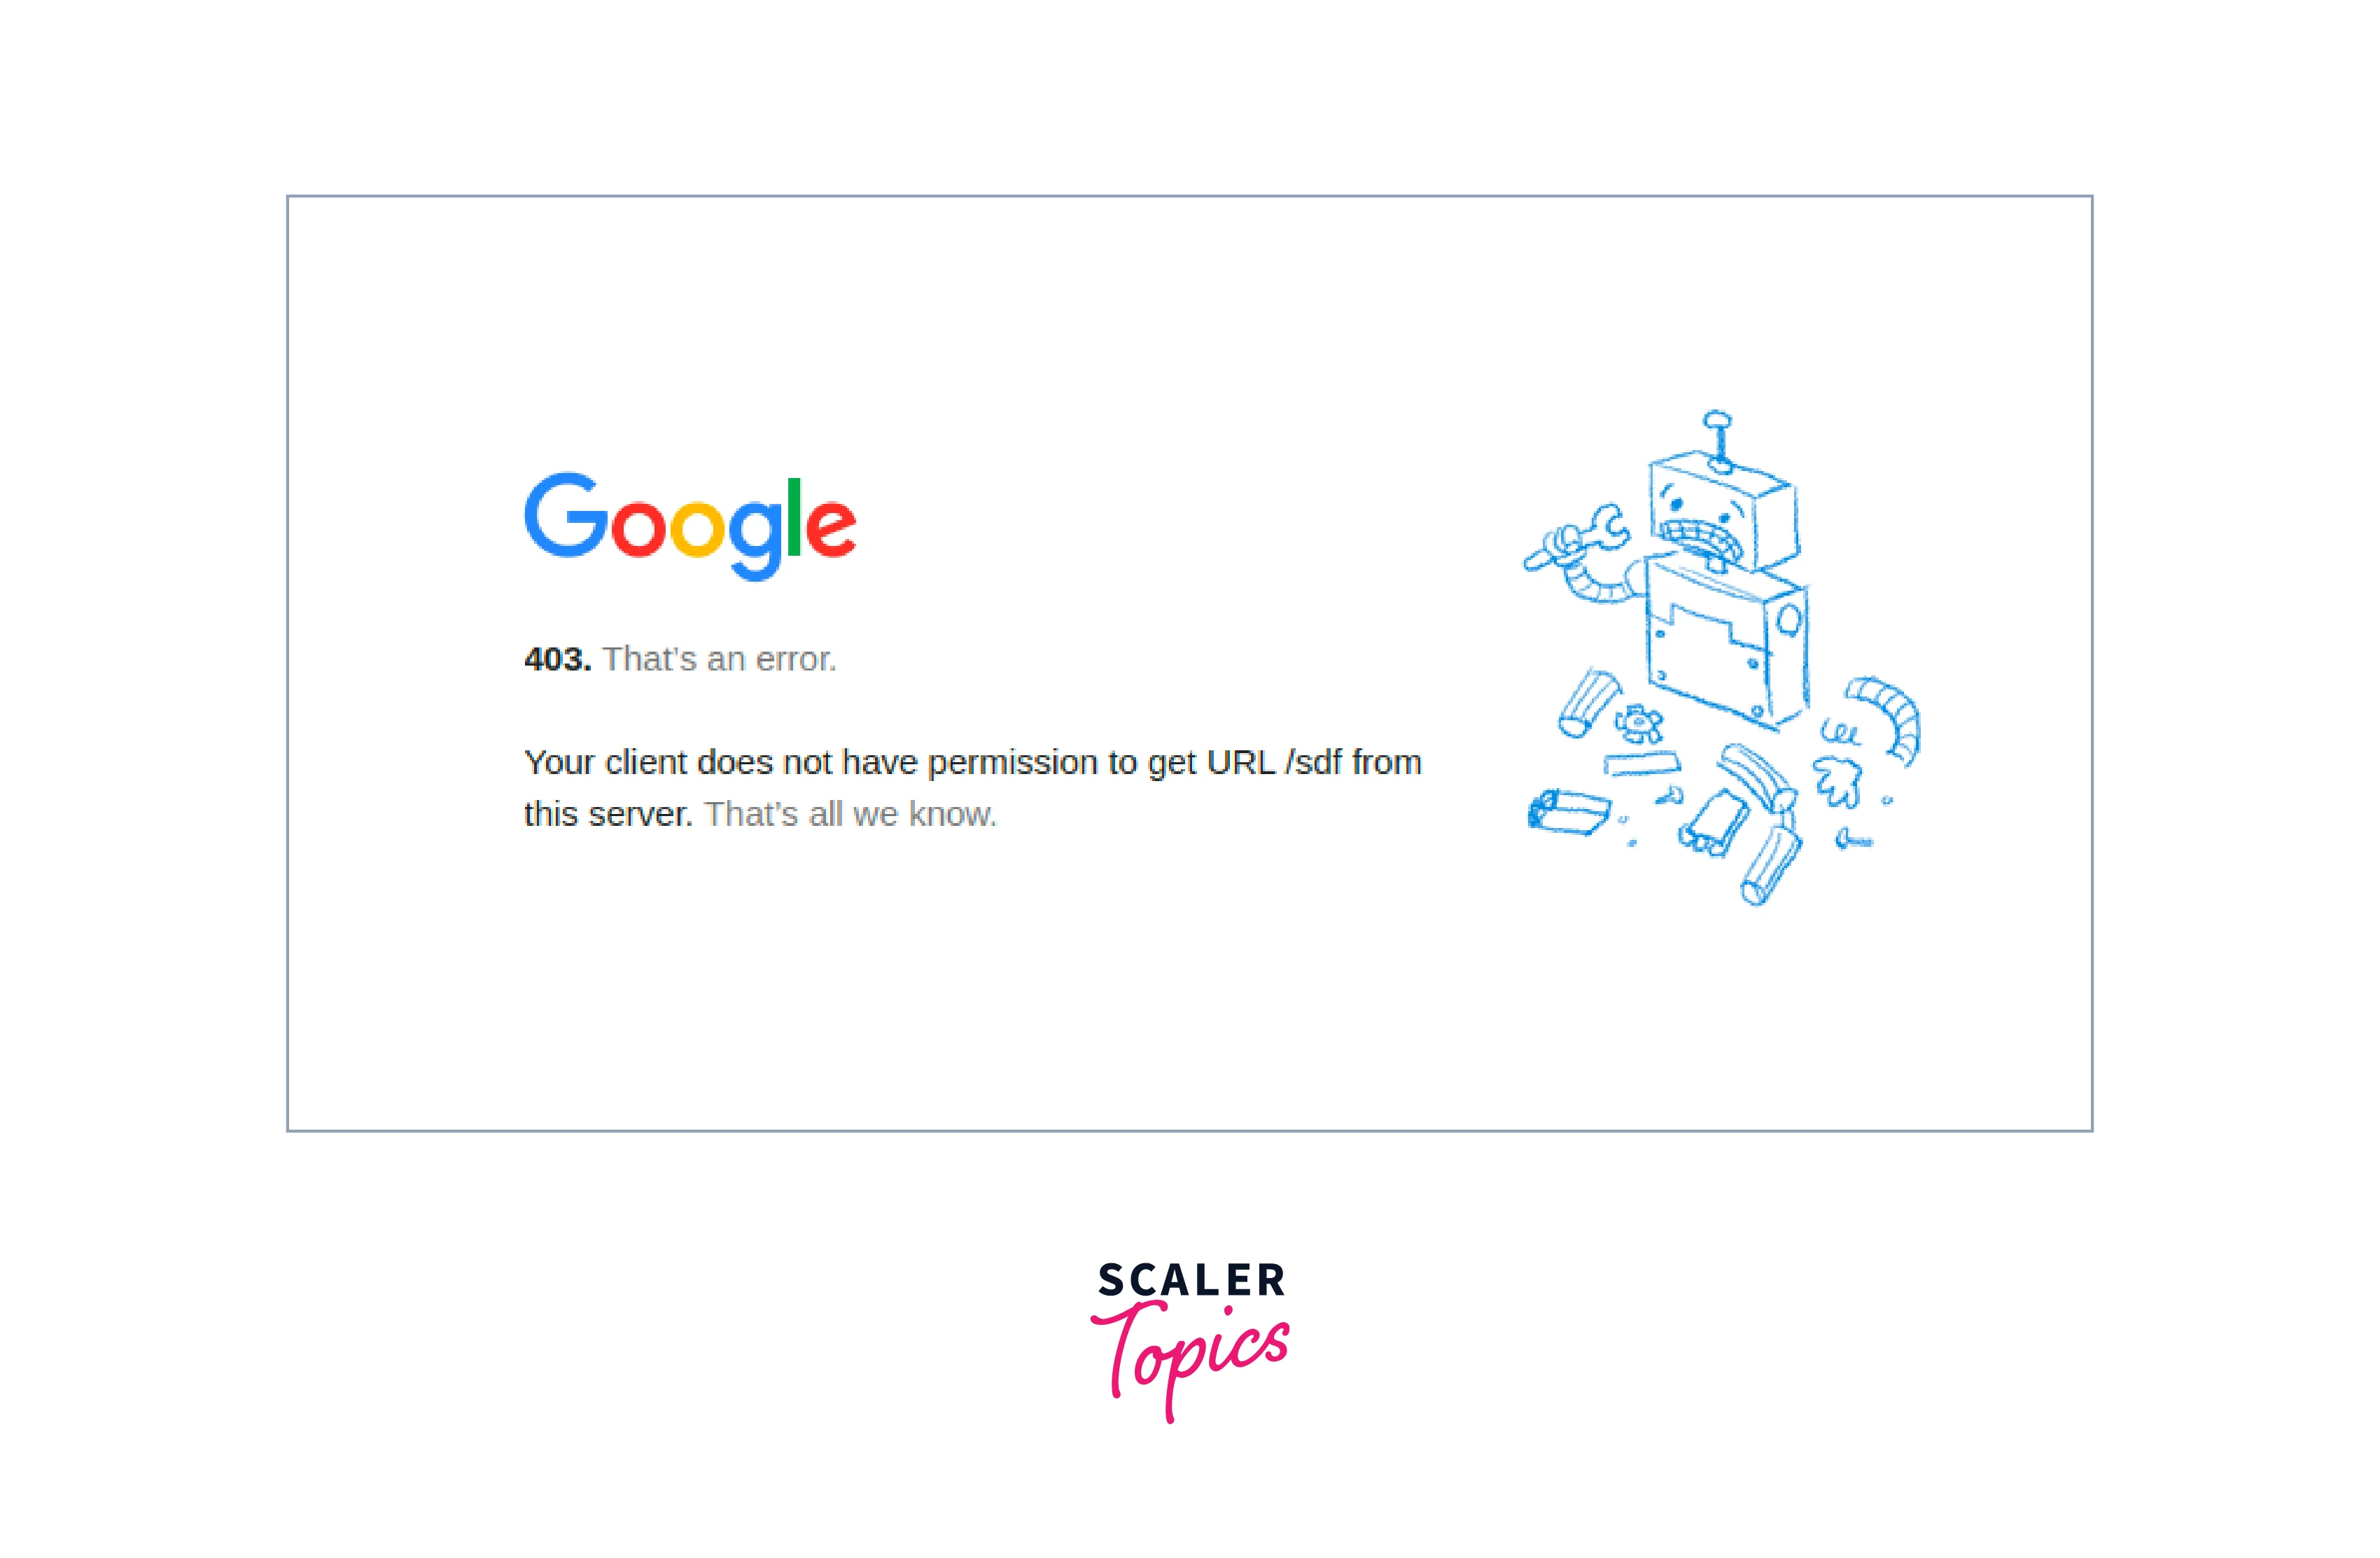 Google
403. That’s an error.
Your client does not have permission to get URL /sdf from
this server. That’s all we know.
SCALER
Topics